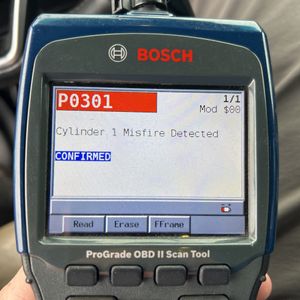 BOSCH
P0301 1/1
Mod $00
Cylinder 1 Misfire Detected
CONFIRMED
Read Erase FFrame
ProGrade OBD II Scan Tool